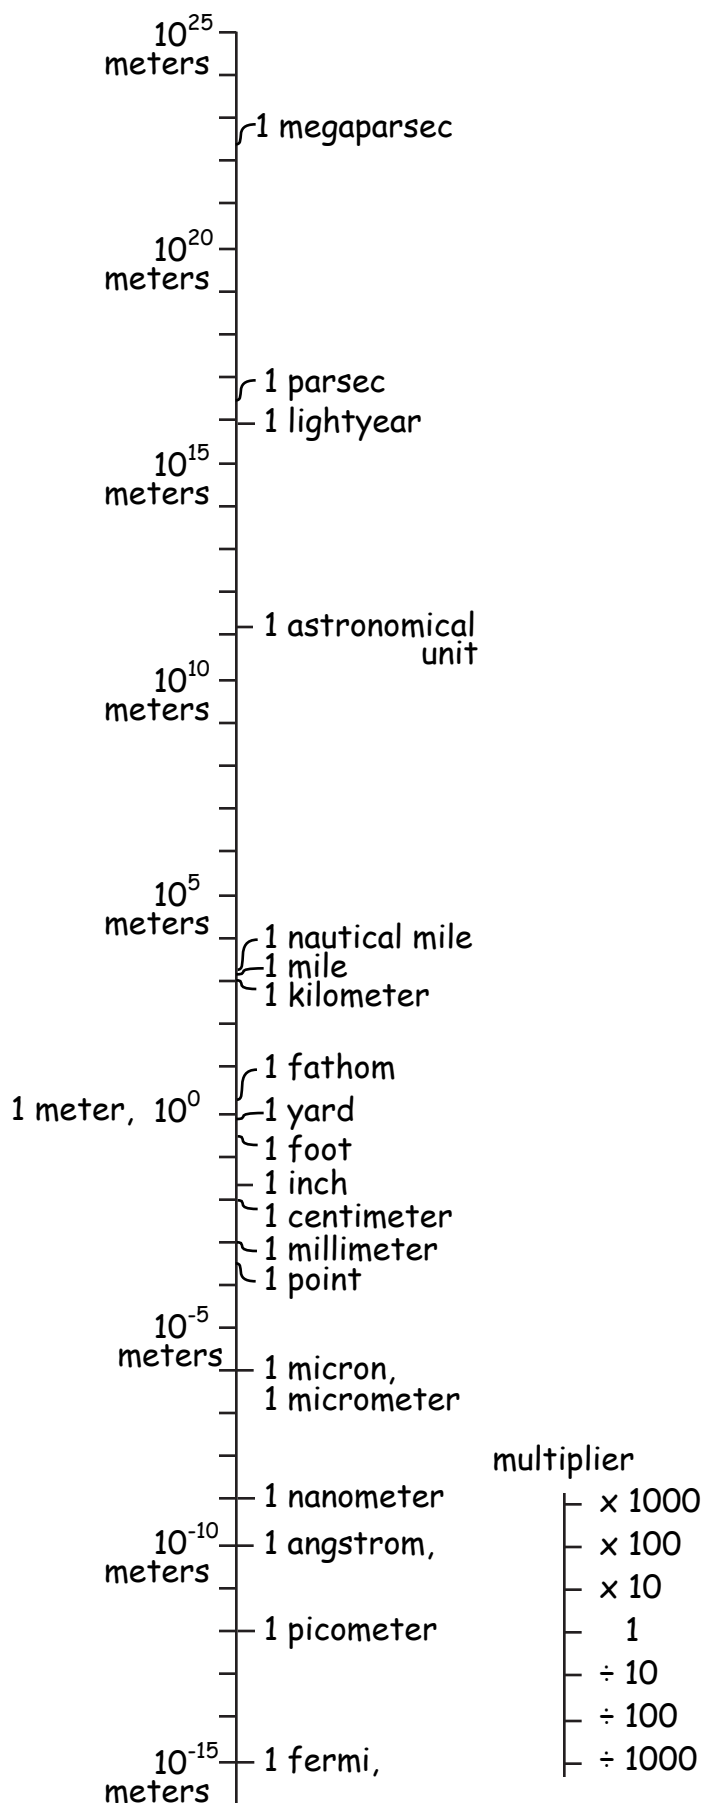 10^25
meters
1 megaparsec
10^20
meters
1 parsec
1 lightyear
10^15
meters
1 astronomical
unit
10^10
meters
10^5
meters
1 nautical mile
1 mile
1 kilometer
1 fathom
1 meter, 10^0
1 yard
1 foot
1 inch
1 centimeter
1 millimeter
1 point
10^-5
meters
1 micron,
1 micrometer
multiplier
1 nanometer
x 1000
10^-10
meters
1 angstrom,
x 100
x 10
1 picometer
1
÷ 10
÷ 100
10^-15
meters
1 fermi,
÷ 1000